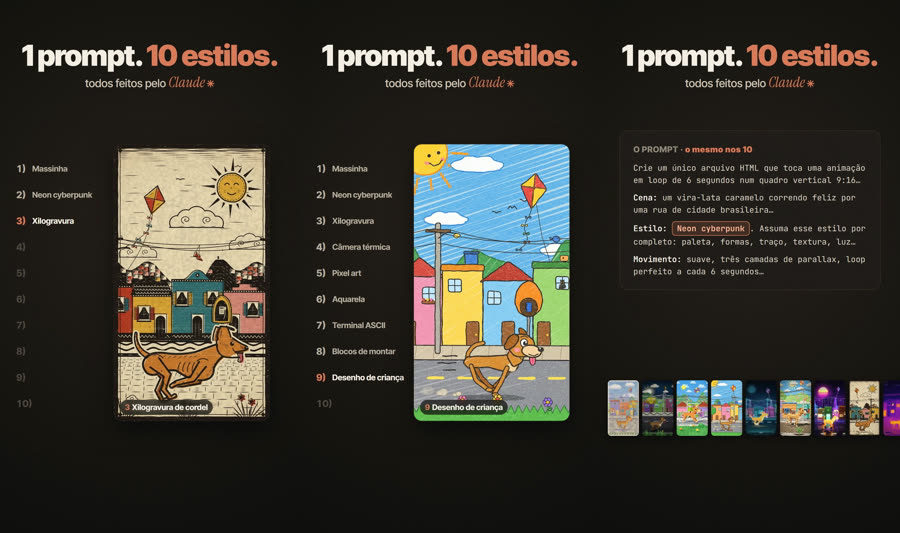 1 prompt. 10 estilos.
todos feitos pelo Claude
1) Massinha
2) Neon cyberpunk
3) Xilogravura
4)
5)
6)
7)
8)
9)
10)
3 Xilogravura de cordel
1 prompt. 10 estilos.
todos feitos pelo Claude
1) Massinha
2) Neon cyberpunk
3) Xilogravura
4) Câmera térmica
5) Pixel art
6) Aquarela
7) Terminal ASCII
8) Blocos de montar
9) Desenho de criança
10)
9 Desenho de criança
1 prompt. 10 estilos.
todos feitos pelo Claude
O PROMPT · o mesmo nos 10
Crie um único arquivo HTML que toca uma animação
em loop de 6 segundos num quadro vertical 9:16…
Cena: um vira-lata caramelo correndo feliz por
uma rua de cidade brasileira…
Estilo: Neon cyberpunk. Assuma esse estilo por
completo: paleta, formas, traço, textura, luz…
Movimento: suave, três camadas de parallax, loop
perfeito a cada 6 segundos…